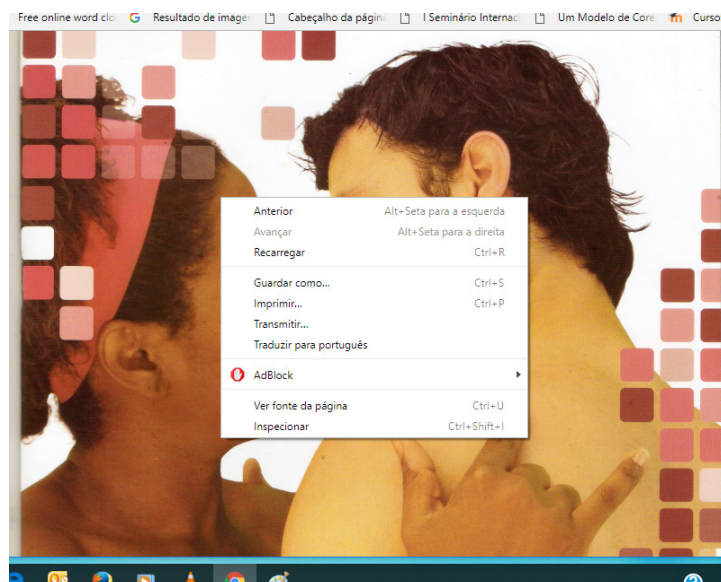 Free online word clo Resultado de image Cabeçalho da págin I Seminário Internaci Um Modelo de Core Curso
Anterior Alt+Seta para a esquerda
Avançar Alt+Seta para a direita
Recarregar Ctrl+R
Guardar como... Ctrl+S
Imprimir... Ctrl+P
Transmitir...
Traduzir para português
AdBlock
Ver fonte da página Ctrl+U
Inspecionar Ctrl+Shift+I